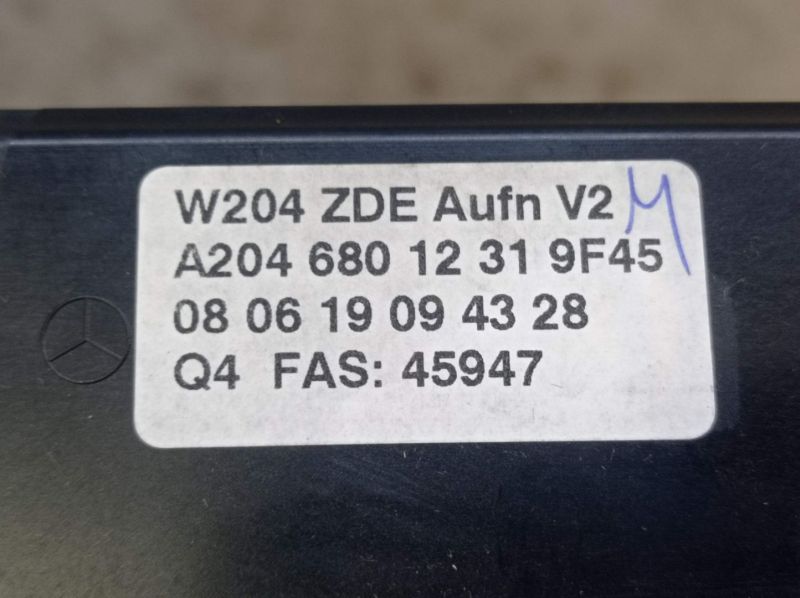 W204 ZDE Aufn V2
A204 680 12 31 9F45
08 06 19 09 43 28
Q4 FAS: 45947